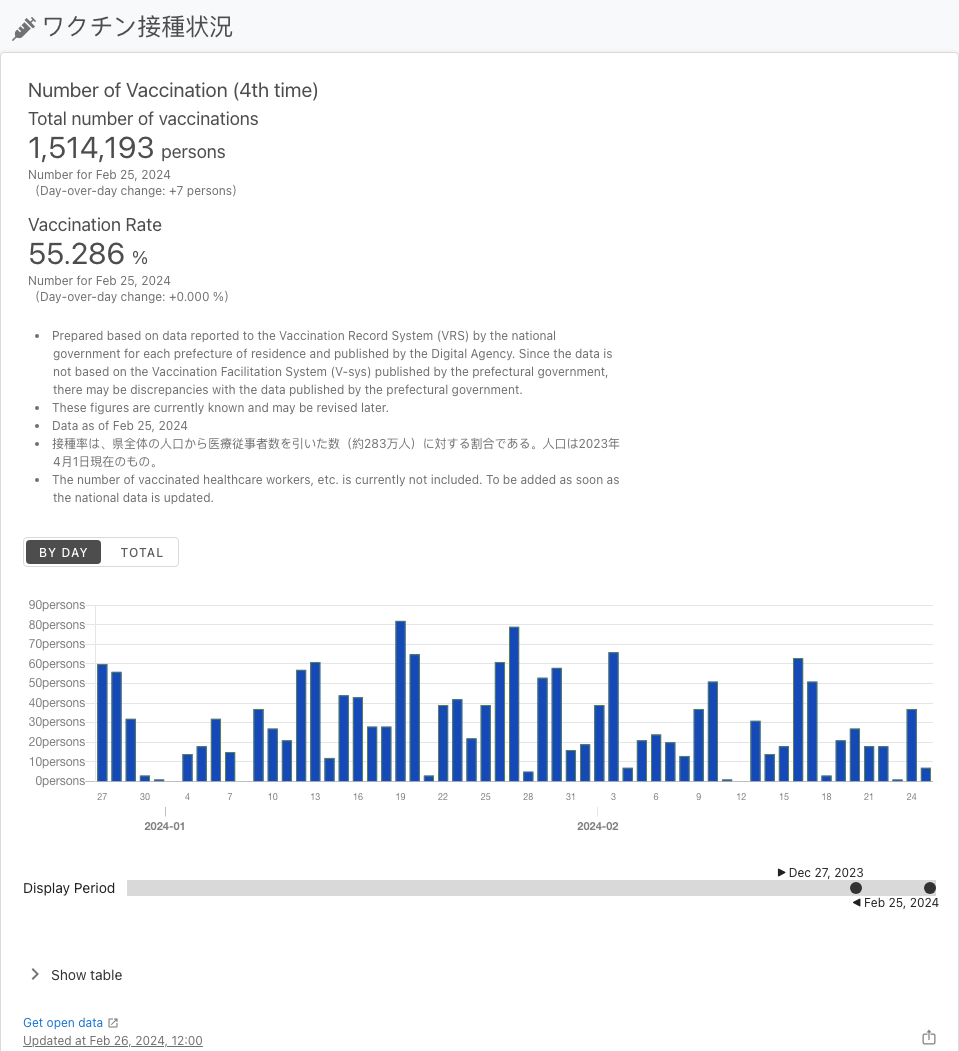 ワクチン接種状況
Number of Vaccination (4th time)
Total number of vaccinations
1,514,193 persons
Number for Feb 25, 2024
(Day-over-day change: +7 persons)
Vaccination Rate
55.286 %
Number for Feb 25, 2024
(Day-over-day change: +0.000 %)
• Prepared based on data reported to the Vaccination Record System (VRS) by the national
government for each prefecture of residence and published by the Digital Agency. Since the data is
not based on the Vaccination Facilitation System (V-sys) published by the prefectural government,
there may be discrepancies with the data published by the prefectural government.
• These figures are currently known and may be revised later.
• Data as of Feb 25, 2024
• 接種率は、県全体の人口から医療従事者数を引いた数（約283万人）に対する割合である。人口は2023年
4月1日現在のもの。
• The number of vaccinated healthcare workers, etc. is currently not included. To be added as soon as
the national data is updated.
BY DAY TOTAL
90persons
80persons
70persons
60persons
50persons
40persons
30persons
20persons
10persons
0persons
27 30 4 7 10 13 16 19 22 25 28 31 3 6 9 12 15 18 21 24
2024-01 2024-02
Dec 27, 2023
Display Period
Feb 25, 2024
Show table
Get open data
Updated at Feb 26, 2024, 12:00